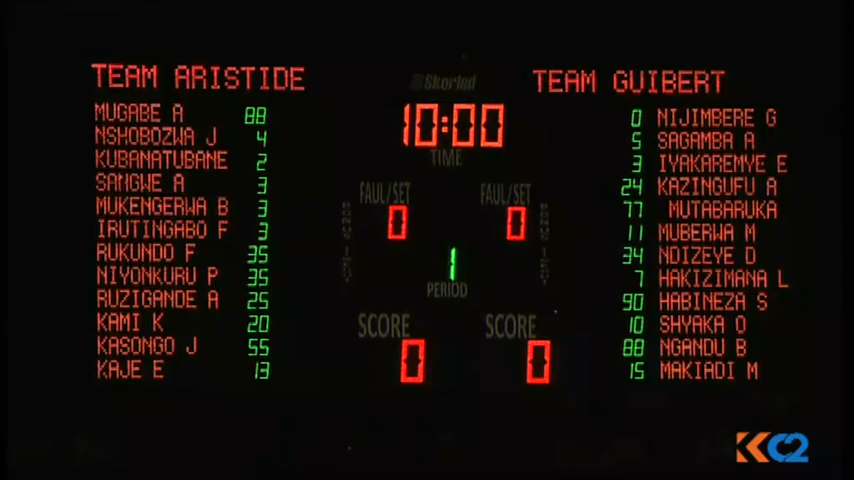 TEAM ARISTIDE
MUGABE A 88
NSHOBOZWA J 4
KUBANATUBANE 2
SANGWE A 3
MUKENGERWA B 3
IRUTINGABO F 3
RUKUNDO F 35
NIYONKURU P 35
RUZIGANDE A 25
KAMI K 20
KASONGO J 55
KAJE E 13
Skorled
10:00
TIME
FAUL/SET FAUL/SET
0 0
1
PERIOD
SCORE SCORE
0 0
TEAM GUIBERT
0 NIJIMBERE G
5 SAGAMBA A
3 IYAKAREMYE E
24 KAZINGUFU A
77 MUTABARUKA
11 MUBERWA M
34 NDIZEYE D
7 HAKIZIMANA L
90 HABINEZA S
10 SHYAKA O
88 NGANDU B
15 MAKIADI M
KC2